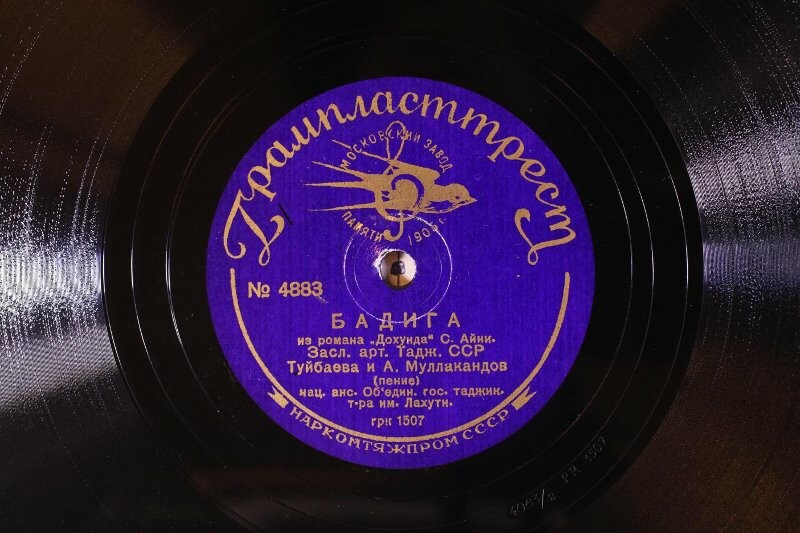 Грампласттрест
МОСКОВСКИЙ ЗАВОД
ПАМЯТИ 1905 г.
№ 4883
БАДИГА
из романа „Дохунда" С. Айни.
Засл. арт. Тадж. ССР
Туйбаева и А. Муллакандов
(пение)
нац. анс. Об'един. гос. таджик.
т-ра им. Лахути.
грк 1507
НАРКОМТЯЖПРОМ СССР